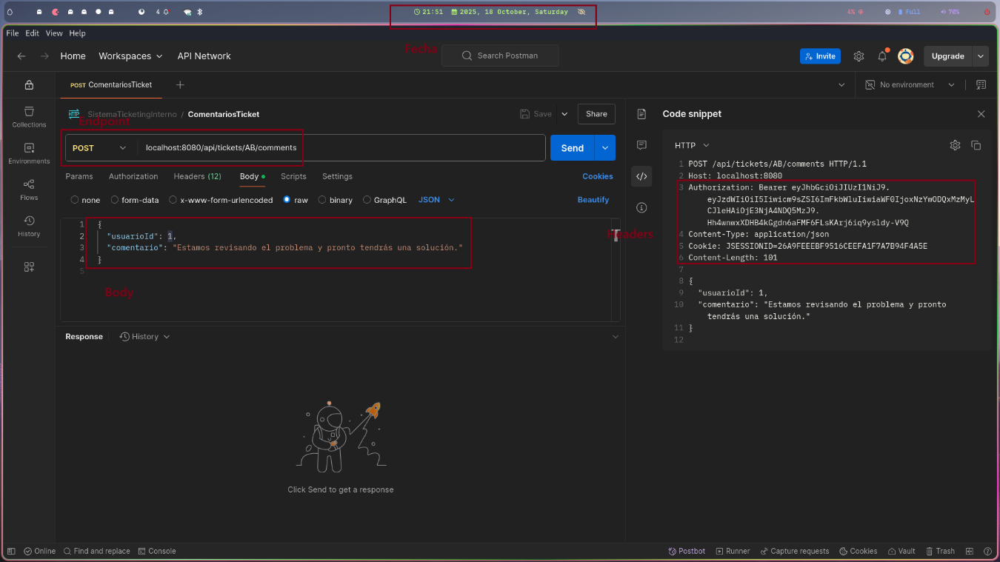 4
21:51 2025, 18 October, Saturday
4%
Full
70%
File Edit View Help
Home Workspaces API Network
Fecha
Search Postman
Invite
Upgrade
POST ComentariosTicket
No environment
HTTP
SistemaTicketingInterno / ComentariosTicket
Save
Share
Endpoint
POST
localhost:8080/api/tickets/AB/comments
Send
Params Authorization Headers (12) Body Scripts Settings
Cookies
none form-data x-www-form-urlencoded raw binary GraphQL JSON
Beautify
1 {
2 "usuarioId": 1,
3 "comentario": "Estamos revisando el problema y pronto tendrás una solución."
4 }
5
Body
Headers
Collections
Environments
Flows
History
Response
History
Click Send to get a response
Code snippet
HTTP
1 POST /api/tickets/AB/comments HTTP/1.1
2 Host: localhost:8080
3 Authorization: Bearer eyJhbGciOiJIUzI1NiJ9.
eyJzdWIiOiI5Iiwicm9sZSI6ImFkbWluIiwiaWF0IjoxNzYwODQxMzMyL
CJleHAiOjE3NjA4NDQ5MzJ9.
Hh4wnwxXDHB4kGgdn6aFMF6FLsKArj6iq9ysldy-V9Q
4 Content-Type: application/json
5 Cookie: JSESSIONID=26A9FEEEBF9516CEEFA1F7A7B94F4A5E
6 Content-Length: 101
7
8 {
9 "usuarioId": 1,
10 "comentario": "Estamos revisando el problema y pronto
tendrás una solución."
11 }
12
Online Find and replace Console
Postbot Runner Capture requests Cookies Vault Trash